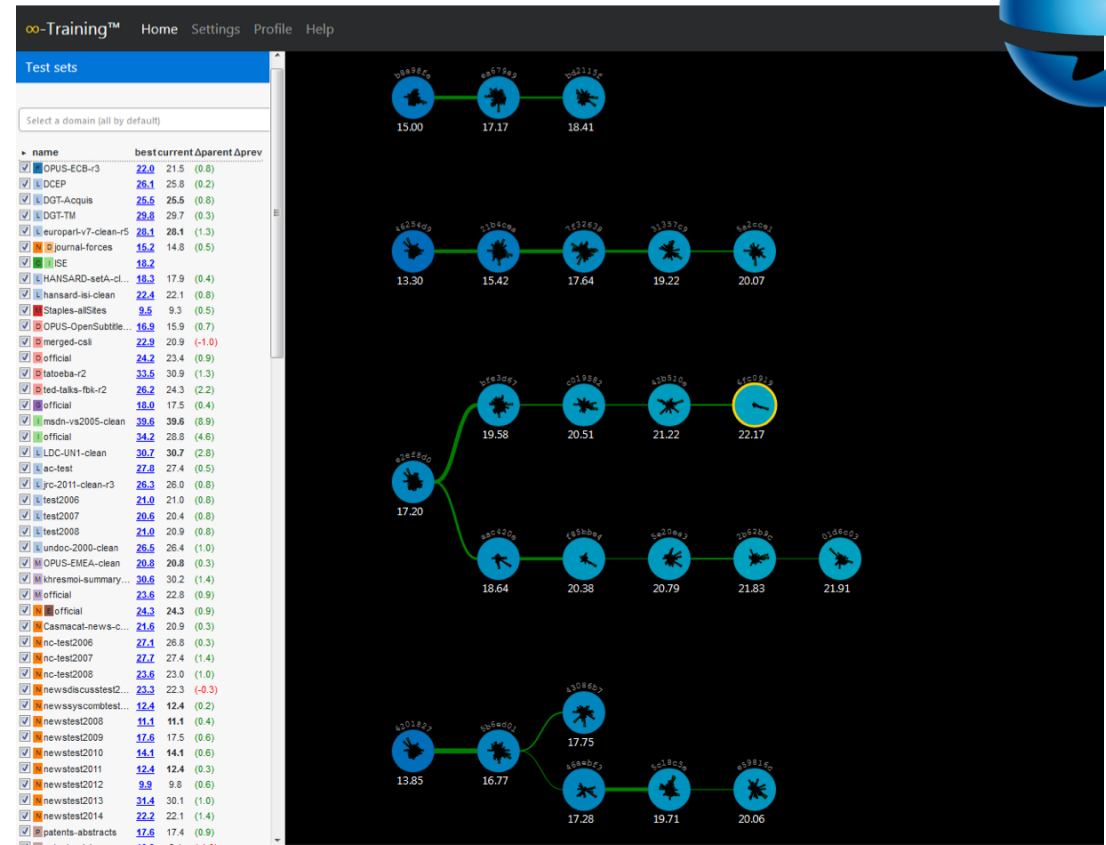 ∞-Training™ Home Settings Profile Help
Test sets
Select a domain (all by default)
▸ name best current Δparent Δprev
OPUS-ECB-r3 22.0 21.5 (0.8)
L DCEP 26.1 25.8 (0.2)
L DGT-Acquis 25.5 25.5 (0.8)
L DGT-TM 29.8 29.7 (0.3)
L europarl-v7-clean-r5 28.1 28.1 (1.3)
N D journal-forces 15.2 14.8 (0.5)
C I ISE 18.2
L HANSARD-setA-cl... 18.3 17.9 (0.4)
L hansard-isi-clean 22.4 22.1 (0.8)
M Staples-allSites 9.5 9.3 (0.5)
D OPUS-OpenSubtitle... 16.9 15.9 (0.7)
D merged-csli 22.9 20.9 (-1.0)
D official 24.2 23.4 (0.9)
D tatoeba-r2 33.5 30.9 (1.3)
D ted-talks-fbk-r2 26.2 24.3 (2.2)
official 18.0 17.5 (0.4)
I msdn-vs2005-clean 39.6 39.6 (8.9)
I official 34.2 28.8 (4.6)
L LDC-UN1-clean 30.7 30.7 (2.8)
L ac-test 27.8 27.4 (0.5)
L jrc-2011-clean-r3 26.3 26.0 (0.8)
L test2006 21.0 21.0 (0.8)
L test2007 20.6 20.4 (0.8)
L test2008 21.0 20.9 (0.8)
L undoc-2000-clean 26.5 26.4 (1.0)
M OPUS-EMEA-clean 20.8 20.8 (0.3)
M khresmoi-summary... 30.6 30.2 (1.4)
M official 23.6 22.8 (0.9)
N official 24.3 24.3 (0.9)
N Casmacat-news-c... 21.6 20.9 (0.3)
N nc-test2006 27.1 26.8 (0.3)
N nc-test2007 27.7 27.4 (1.4)
N nc-test2008 23.6 23.0 (1.0)
N newsdiscusstest2... 23.3 22.3 (-0.3)
N newssyscombtest... 12.4 12.4 (0.2)
N newstest2008 11.1 11.1 (0.4)
N newstest2009 17.6 17.5 (0.6)
N newstest2010 14.1 14.1 (0.6)
N newstest2011 12.4 12.4 (0.3)
N newstest2012 9.9 9.8 (0.6)
N newstest2013 31.4 30.1 (1.0)
N newstest2014 22.2 22.1 (1.4)
P patents-abstracts 17.6 17.4 (0.9)
ea679a9 bd2115f
15.00 17.17 18.41
46254d9 21b4cea 7f32638 31357c9 5a2cce1
13.30 15.42 17.64 19.22 20.07
bfe3d67 c019582 42b510e
19.58 20.51 21.22 22.17
e2ef8d0
17.20
aac420e f65bbe4 5e20ea3 2b62b9c 01d6c03
18.64 20.38 20.79 21.83 21.91
43086b7
17.75
4201827 5b6ed01
13.85 16.77
5c18c5e e59816c
17.28 19.71 20.06